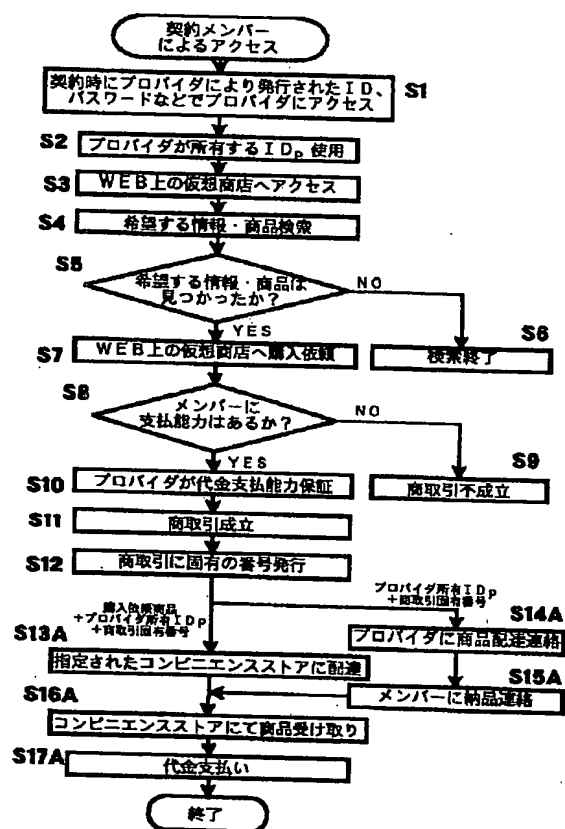 契約メンバー
によるアクセス
契約時にプロバイダにより発行されたID、
パスワードなどでプロバイダにアクセス
S1
S2
プロバイダが所有するIDP 使用
S3
WEB上の仮想商店へアクセス
S4
希望する情報・商品検索
S5
希望する情報・商品は
見つかったか?
NO
YES
S6
検索終了
S7
WEB上の仮想商店へ購入依頼
S8
メンバーに
支払能力はあるか?
NO
YES
S9
商取引不成立
S10
プロバイダが代金支払能力保証
S11
商取引成立
S12
商取引に固有の番号発行
購入依頼商品
+プロバイダ所有IDP
+商取引固有番号
プロバイダ所有IDP
+商取引固有番号
S13A
指定されたコンビニエンスストアに配達
S14A
プロバイダに商品配達連絡
S15A
メンバーに納品連絡
S16A
コンビニエンスストアにて商品受け取り
S17A
代金支払い
終了